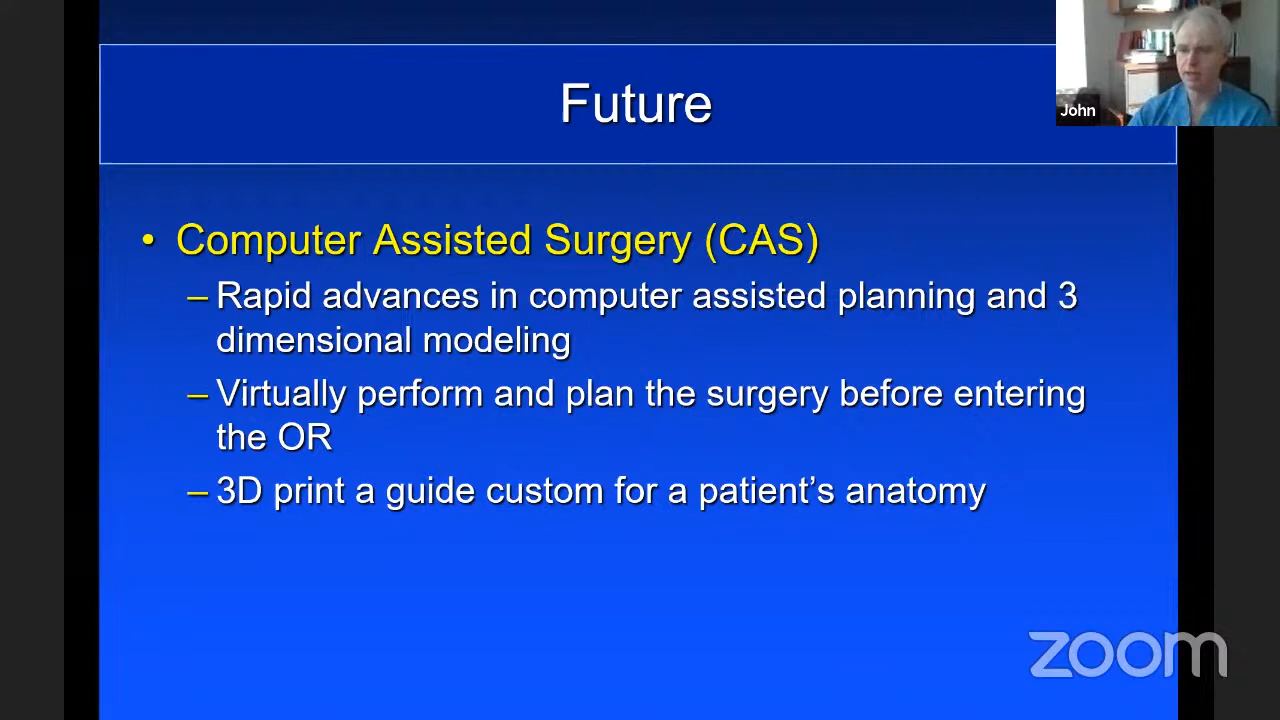 Future
John
• Computer Assisted Surgery (CAS)
– Rapid advances in computer assisted planning and 3
dimensional modeling
– Virtually perform and plan the surgery before entering
the OR
– 3D print a guide custom for a patient’s anatomy
zoom